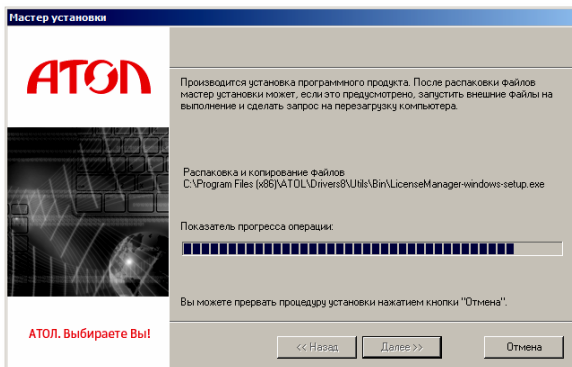 Мастер установки
АТОЛ
Производится установка программного продукта. После распаковки файлов
мастер установки может, если это предусмотрено, запустить внешние файлы на
выполнение и сделать запрос на перезагрузку компьютера.
Распаковка и копирование файлов
C:\Program Files (x86)\ATOL\Drivers8\Utils\Bin\LicenseManager-windows-setup.exe
Показатель прогресса операции:
Вы можете прервать процедуру установки нажатием кнопки "Отмена".
АТОЛ. Выбираете Вы!
<< Назад
Далее >>
Отмена